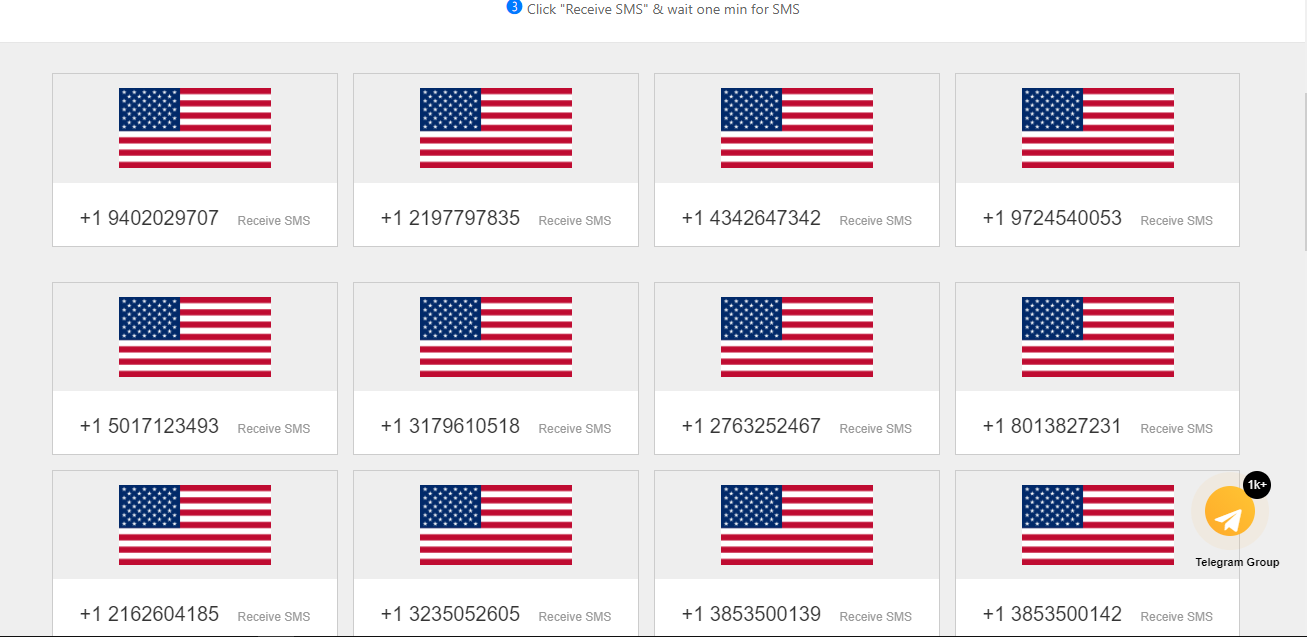 3 Click "Receive SMS" & wait one min for SMS
+1 9402029707 Receive SMS
+1 2197797835 Receive SMS
+1 4342647342 Receive SMS
+1 9724540053 Receive SMS
+1 5017123493 Receive SMS
+1 3179610518 Receive SMS
+1 2763252467 Receive SMS
+1 8013827231 Receive SMS
1k+
Telegram Group
+1 2162604185 Receive SMS
+1 3235052605 Receive SMS
+1 3853500139 Receive SMS
+1 3853500142 Receive SMS